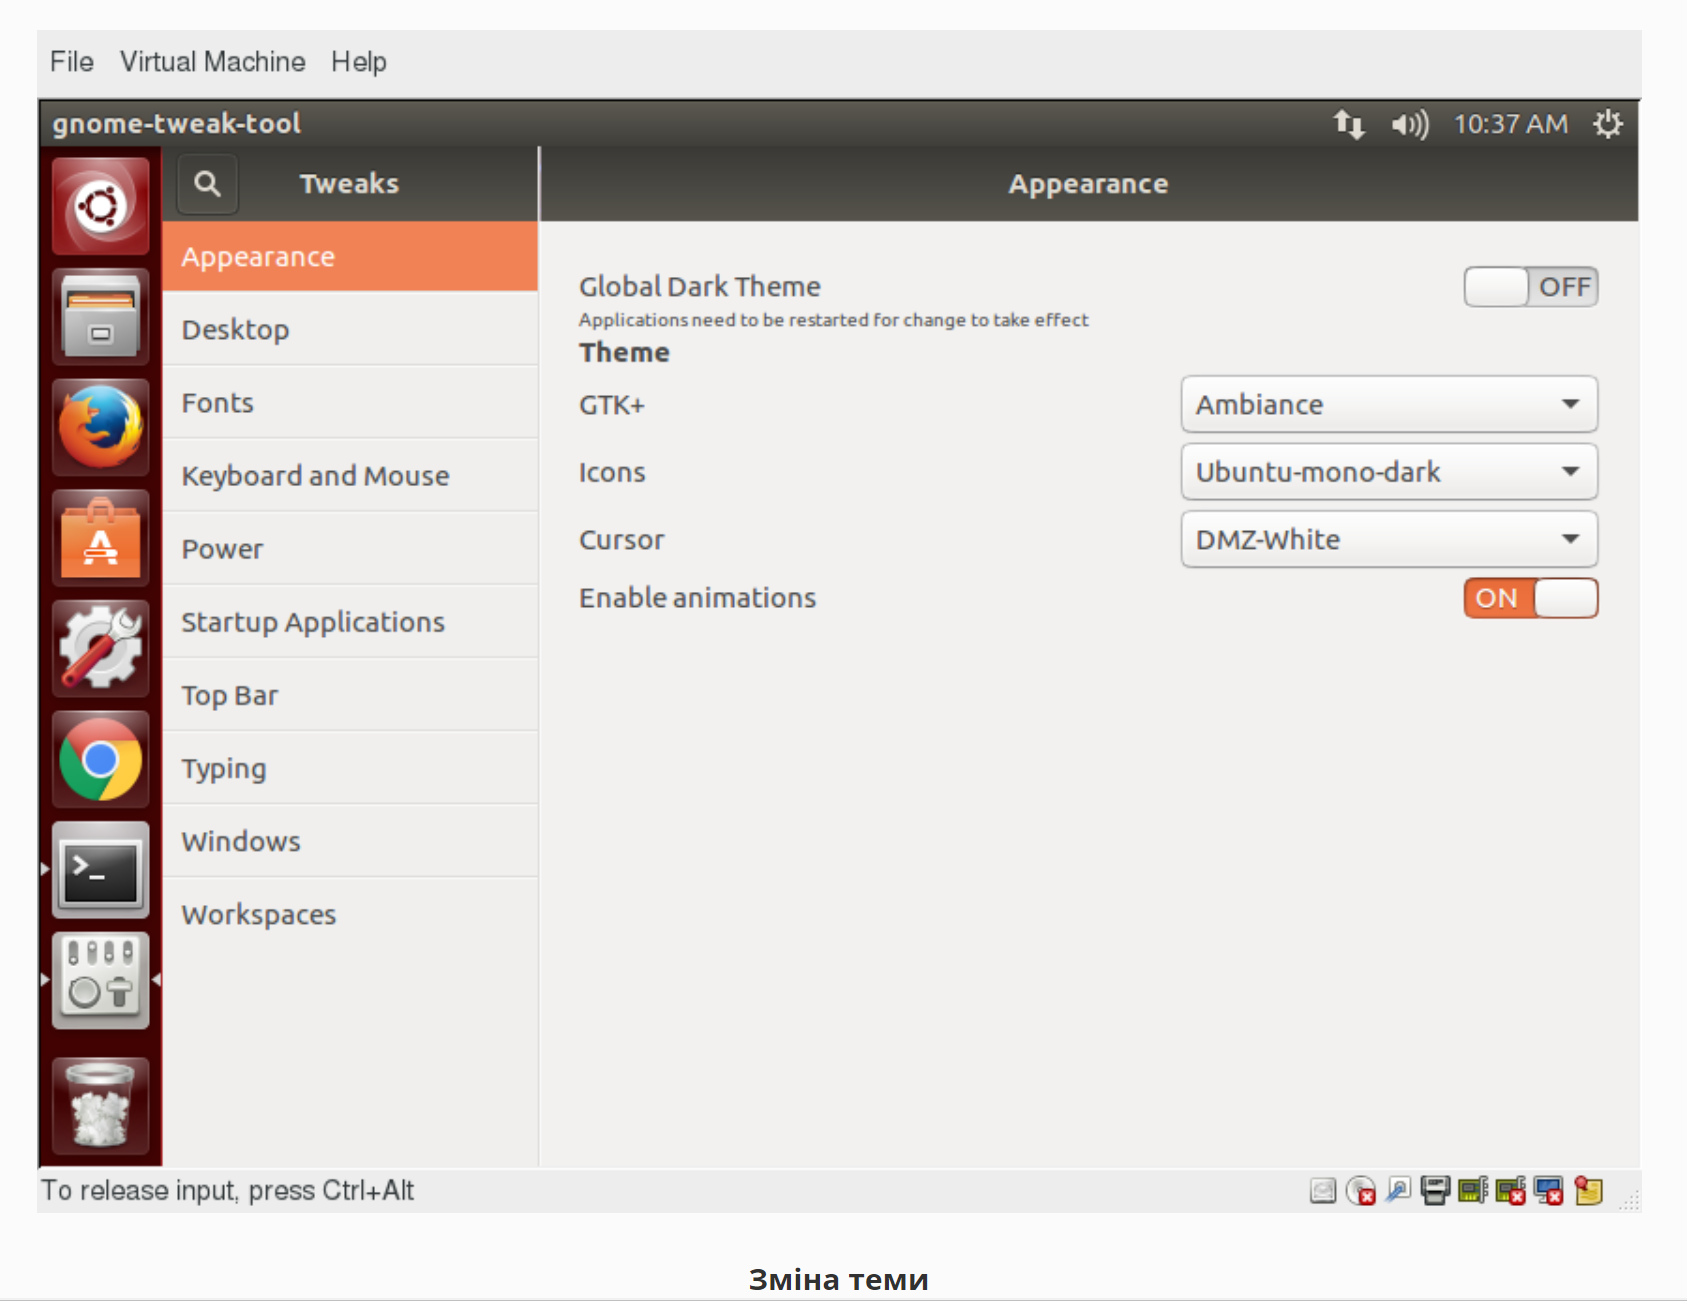 File Virtual Machine Help
gnome-tweak-tool 10:37 AM
Tweaks Appearance
Appearance
Desktop
Fonts
Keyboard and Mouse
Power
Startup Applications
Top Bar
Typing
Windows
Workspaces
Global Dark Theme OFF
Applications need to be restarted for change to take effect
Theme
GTK+ Ambiance
Icons Ubuntu-mono-dark
Cursor DMZ-White
Enable animations ON
To release input, press Ctrl+Alt
Зміна теми